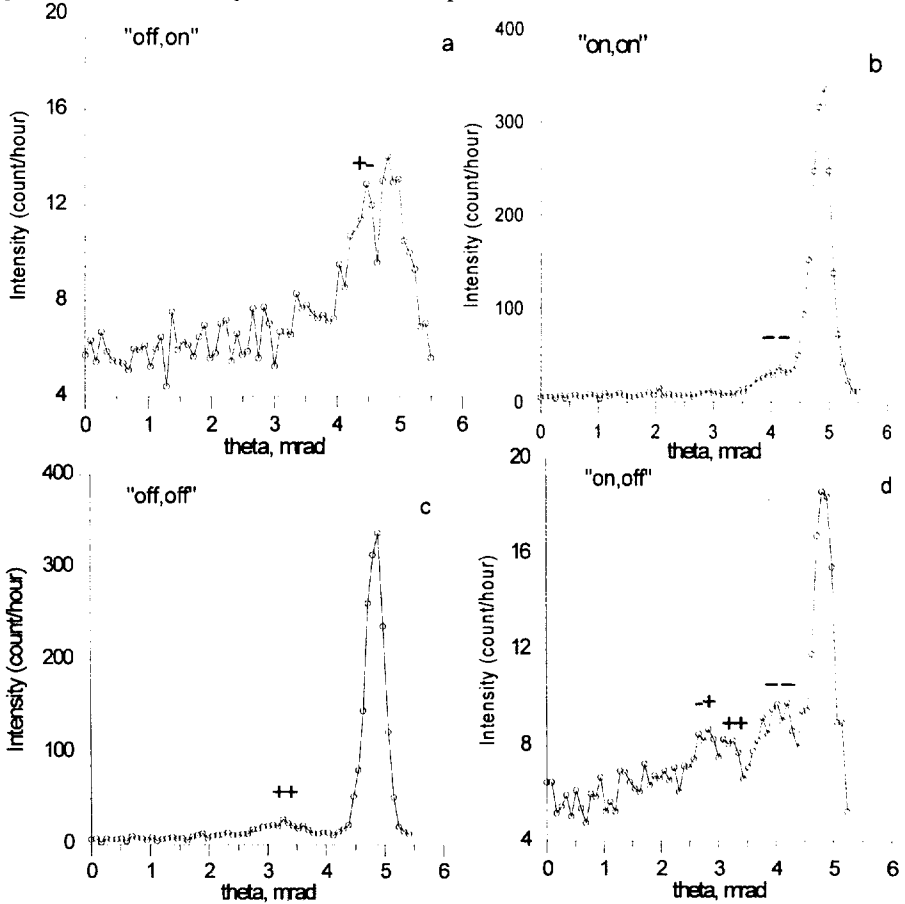 20
"off,on"
a
16
+-
12
8
4
Intensity (count/hour)
0 1 2 3 4 5 6
theta, mrad
400
"on,on"
b
300
200
100
0
-- 
Intensity (count/hour)
0 1 2 3 4 5 6
theta, mrad
400
"off,off"
c
300
200
100
0
++
Intensity (count/hour)
0 1 2 3 4 5 6
theta, mrad
20
"on,off"
d
16
12
8
4
-+
++
--
Intensity (count/hour)
0 1 2 3 4 5 6
theta, mrad